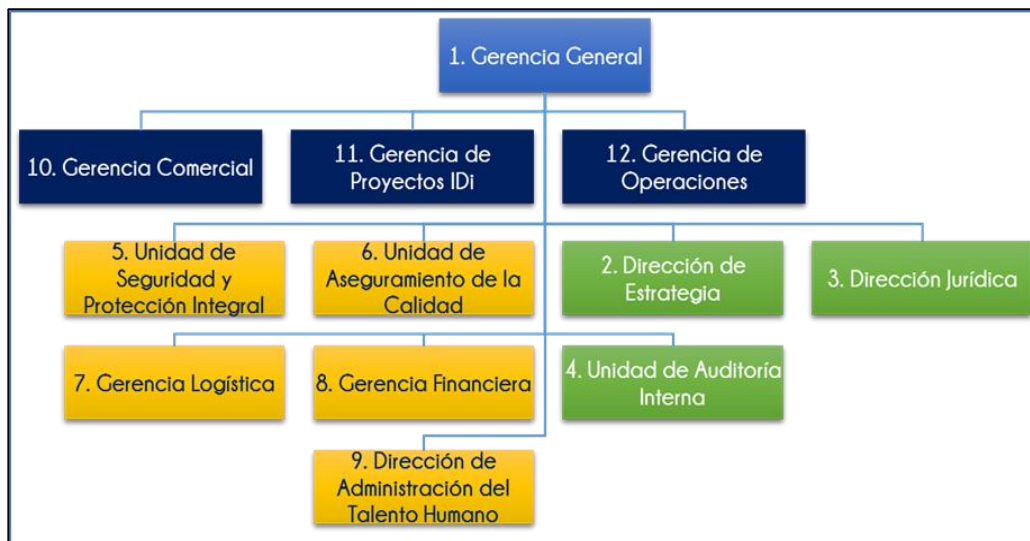 1. Gerencia General
10. Gerencia Comercial
11. Gerencia de
Proyectos IDi
12. Gerencia de
Operaciones
5. Unidad de
Seguridad y
Protección Integral
6. Unidad de
Aseguramiento de la
Calidad
2. Dirección de
Estrategia
3. Dirección Jurídica
7. Gerencia Logística
8. Gerencia Financiera
4. Unidad de Auditoría
Interna
9. Dirección de
Administración del
Talento Humano